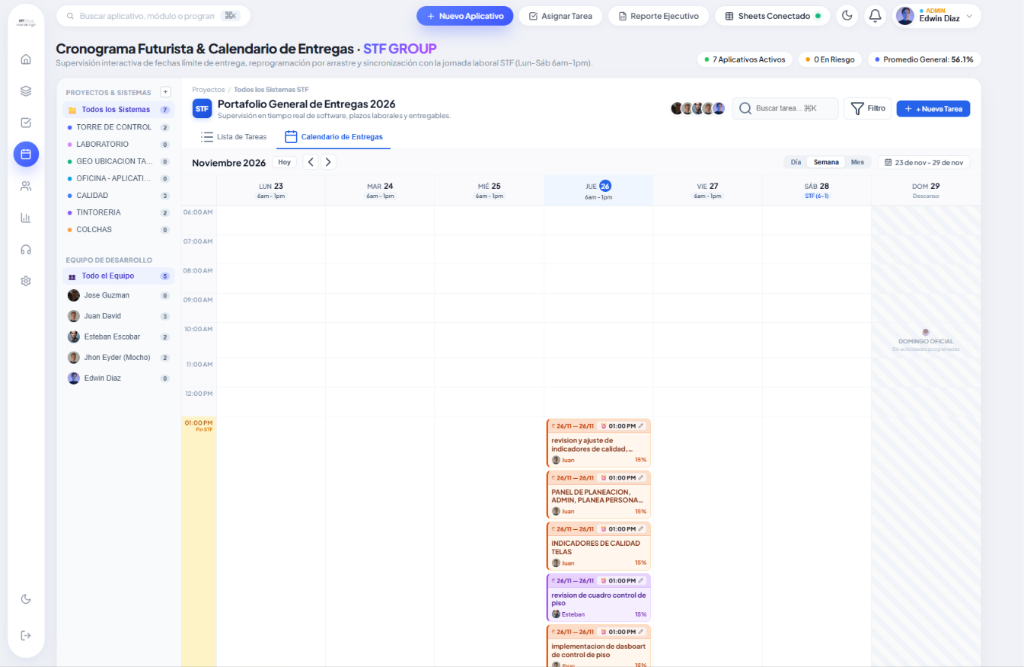 Buscar aplicativo, módulo o program ⌘K
+ Nuevo Aplicativo
Asignar Tarea
Reporte Ejecutivo
Sheets Conectado
ADMIN
Edwin Diaz
Cronograma Futurista & Calendario de Entregas · STF GROUP
Supervisión interactiva de fechas límite de entrega, reprogramación por arrastre y sincronización con la jornada laboral STF (Lun-Sáb 6am-1pm).
7 Aplicativos Activos
0 En Riesgo
Promedio General: 56.1%
PROYECTOS & SISTEMAS +
Todos los Sistemas 7
TORRE DE CONTROL 2
LABORATORIO 0
GEO UBICACION TA... 0
OFICINA - APLICATI... 0
CALIDAD 3
TINTORERIA 2
COLCHAS 0
EQUIPO DE DESARROLLO
Todo el Equipo 5
Jose Guzman 0
Juan David 3
Esteban Escobar 2
Jhon Eyder (Mocho) 2
Edwin Diaz 0
Proyectos / Todos los Sistemas STF
STF
Portafolio General de Entregas 2026
Supervisión en tiempo real de software, plazos laborales y entregables.
Buscar tarea... ⌘K
Filtro
+ + Nueva Tarea
Lista de Tareas
Calendario de Entregas
Noviembre 2026
Hoy
Día
Semana
Mes
23 de nov – 29 de nov
LUN 23
6am – 1pm
MAR 24
6am – 1pm
MIÉ 25
6am – 1pm
JUE 26
6am – 1pm
VIE 27
6am – 1pm
SÁB 28
STF (6-1)
DOM 29
Descanso
06:00 AM
07:00 AM
08:00 AM
09:00 AM
10:00 AM
11:00 AM
12:00 PM
01:00 PM
Fin STF
DOMINGO OFICIAL
26/11 — 26/11 01:00 PM
revision y ajuste de
indicadores de calidad,...
Juan 15%
26/11 — 26/11 01:00 PM
PANEL DE PLANEACION,
ADMIN, PLANEA PERSONA...
Juan 15%
26/11 — 26/11 01:00 PM
INDICADORES DE CALIDAD
TELAS
Juan 15%
26/11 — 26/11 01:00 PM
revision de cuadro control de
piso
Esteban 15%
26/11 — 26/11 01:00 PM
implementacion de dasboart
de control de piso
15%